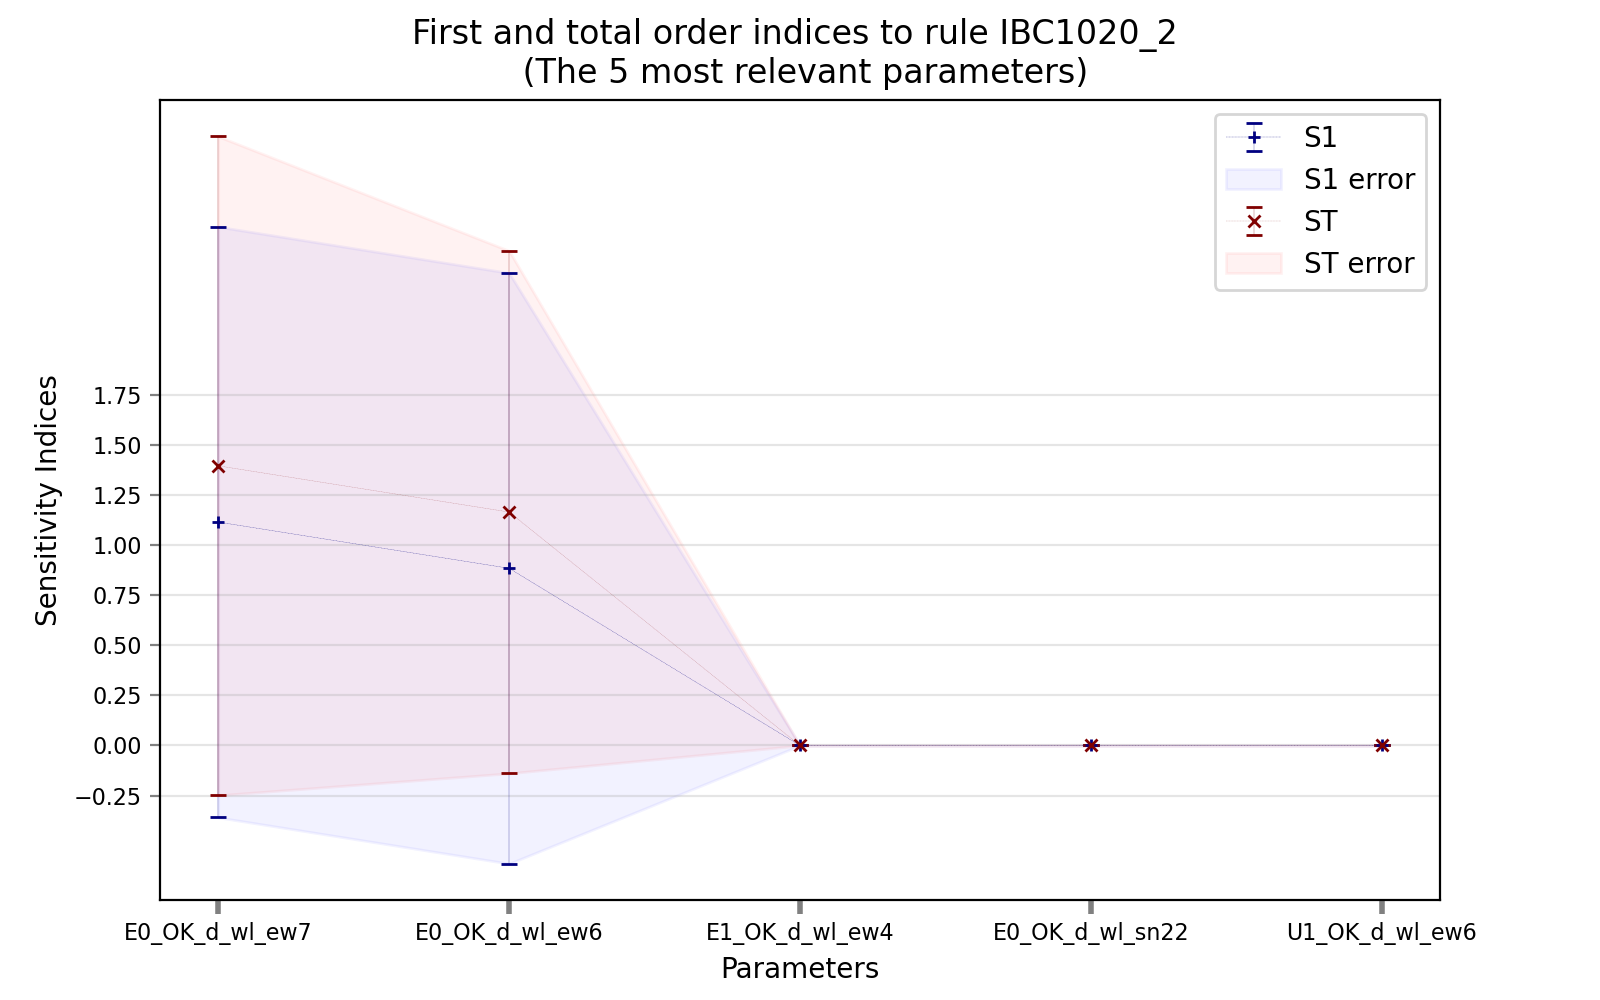 First and total order indices to rule IBC1020_2
(The 5 most relevant parameters)
S1
S1 error
ST
ST error
Sensitivity Indices
1.75
1.50
1.25
1.00
0.75
0.50
0.25
0.00
−0.25
E0_OK_d_wl_ew7
E0_OK_d_wl_ew6
E1_OK_d_wl_ew4
E0_OK_d_wl_sn22
U1_OK_d_wl_ew6
Parameters